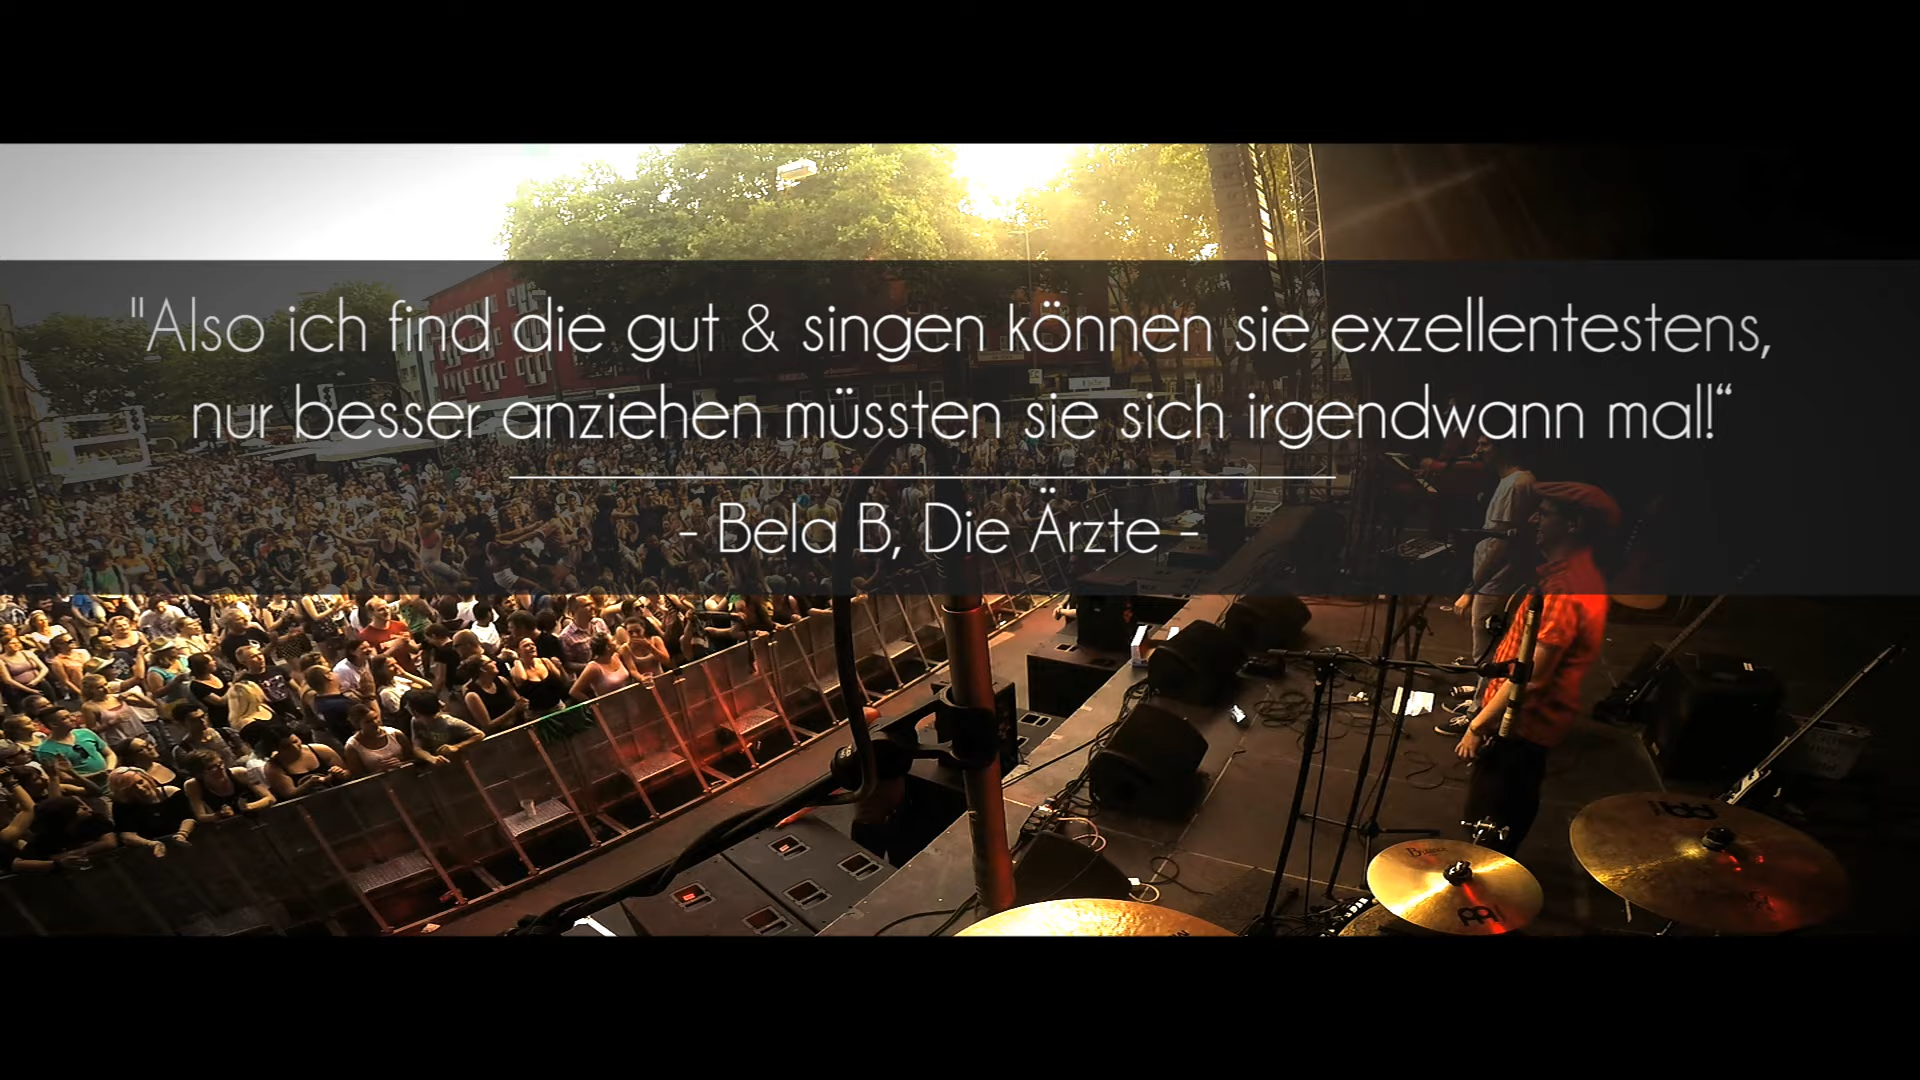 "Also ich find die gut & singen können sie exzellentestens,
nur besser anziehen müssten sie sich irgendwann mal!“
- Bela B, Die Ärzte -